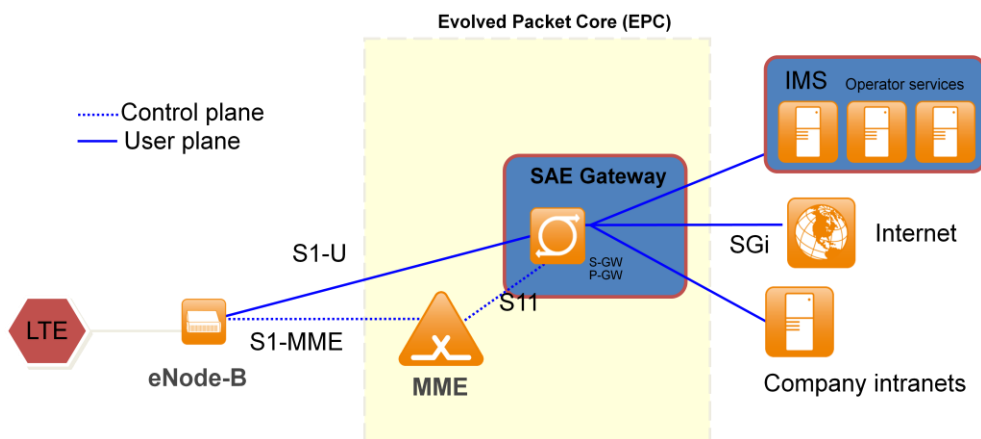 Evolved Packet Core (EPC)
IMS Operator services
Control plane
User plane
SAE Gateway
S-GW
P-GW
S1-U
SGi
Internet
S11
LTE
S1-MME
eNode-B
MME
Company intranets